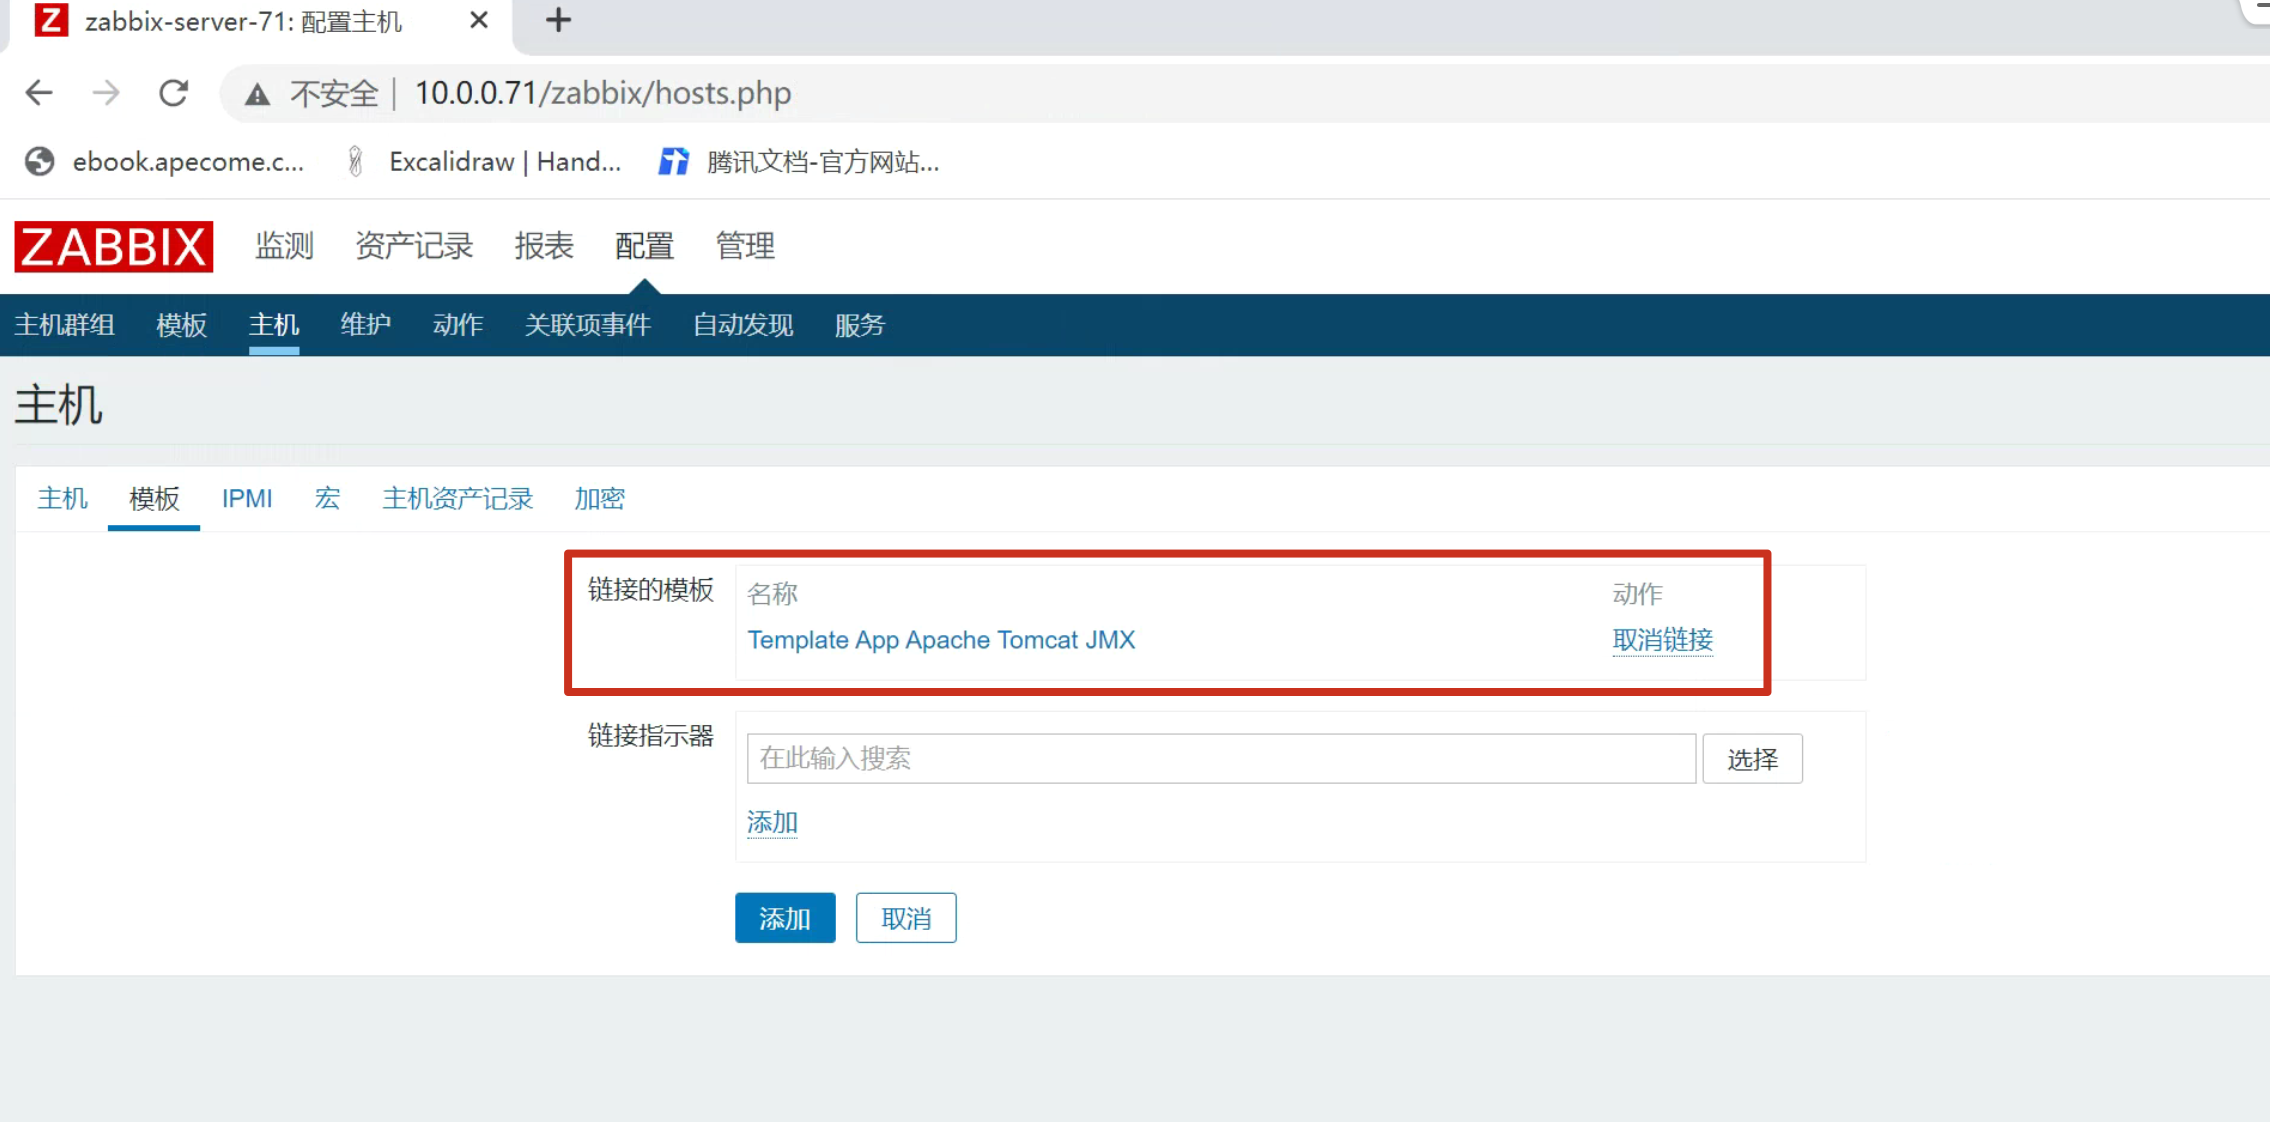 Z zabbix-server-71: 配置主机
不安全 | 10.0.0.71/zabbix/hosts.php
ebook.apecome.c... Excalidraw | Hand... 腾讯文档-官方网站...
ZABBIX 监测 资产记录 报表 配置 管理
主机群组 模板 主机 维护 动作 关联项事件 自动发现 服务
主机
主机 模板 IPMI 宏 主机资产记录 加密
链接的模板 名称 动作
Template App Apache Tomcat JMX 取消链接
链接指示器
在此输入搜索 选择
添加
添加 取消